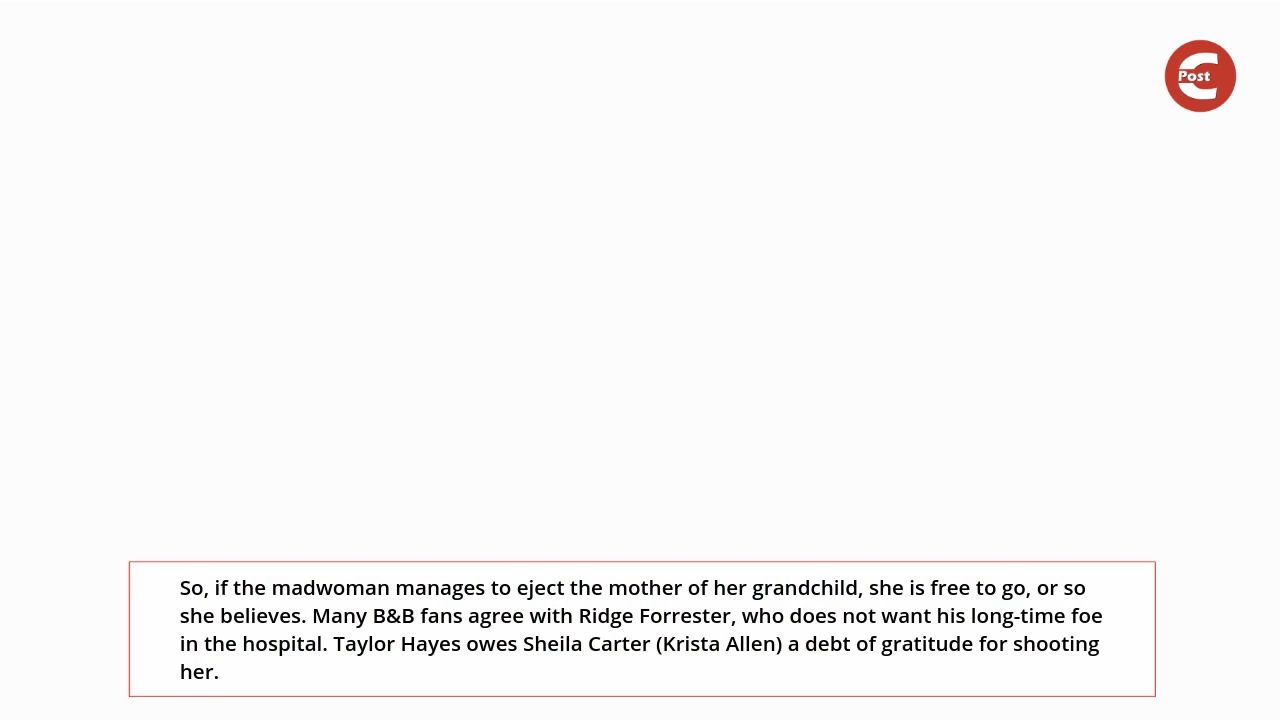 Post
So, if the madwoman manages to eject the mother of her grandchild, she is free to go, or so
she believes. Many B&B fans agree with Ridge Forrester, who does not want his long-time foe
in the hospital. Taylor Hayes owes Sheila Carter (Krista Allen) a debt of gratitude for shooting
her.